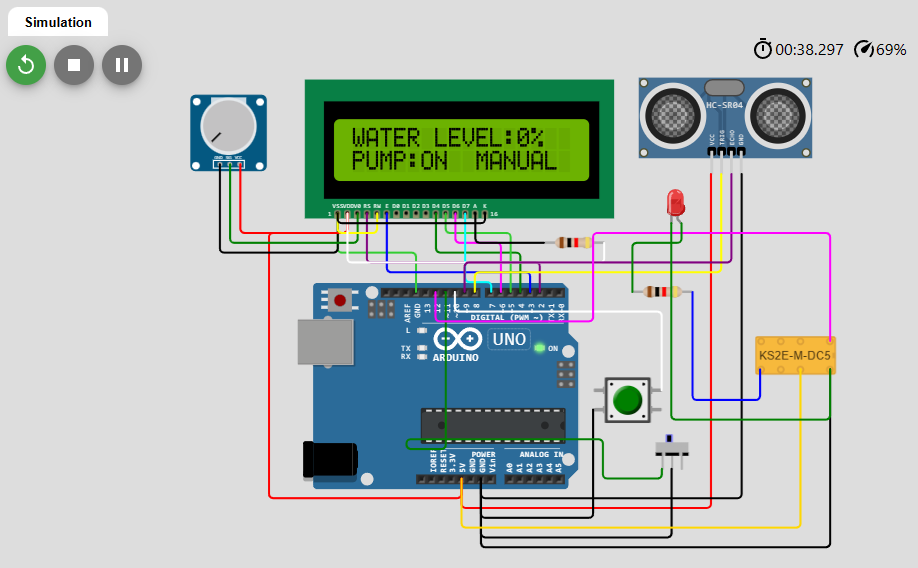 Simulation
00:38.297 69%
WATER LEVEL:0%
PUMP:ON MANUAL
GND SIG VCC
VSS VDD V0 RS RW E D0 D1 D2 D3 D4 D5 D6 D7 A K
1 16
HC-SR04
VCC TRIG ECHO GND
AREF GND 13 12 ~11 ~10 ~9 8 7 ~6 ~5 4 ~3 2 TX→1 RX←0
DIGITAL (PWM ~)
L
TX
RX
UNO
ON
ARDUINO
KS2E-M-DC5
POWER
ANALOG IN
IOREF RESET 3.3V 5V GND GND Vin A0 A1 A2 A3 A4 A5